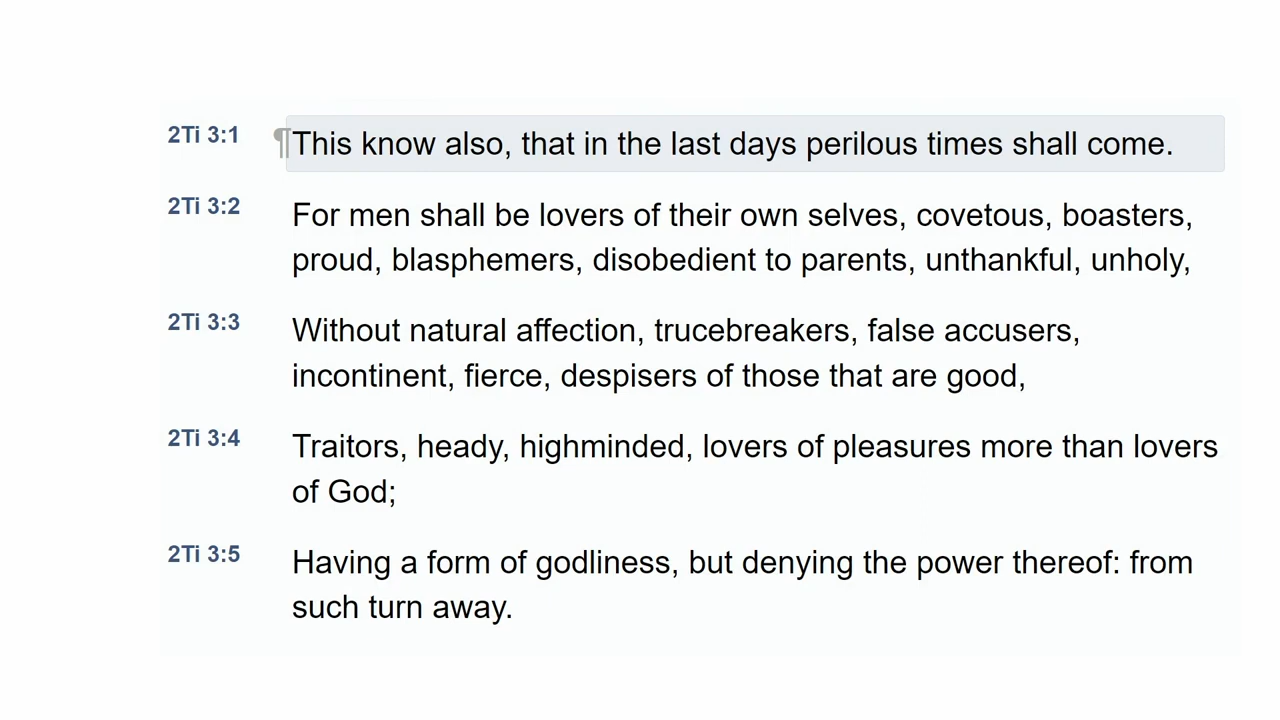 2Ti 3:1 ¶This know also, that in the last days perilous times shall come.
2Ti 3:2 For men shall be lovers of their own selves, covetous, boasters,
proud, blasphemers, disobedient to parents, unthankful, unholy,
2Ti 3:3 Without natural affection, trucebreakers, false accusers,
incontinent, fierce, despisers of those that are good,
2Ti 3:4 Traitors, heady, highminded, lovers of pleasures more than lovers
of God;
2Ti 3:5 Having a form of godliness, but denying the power thereof: from
such turn away.